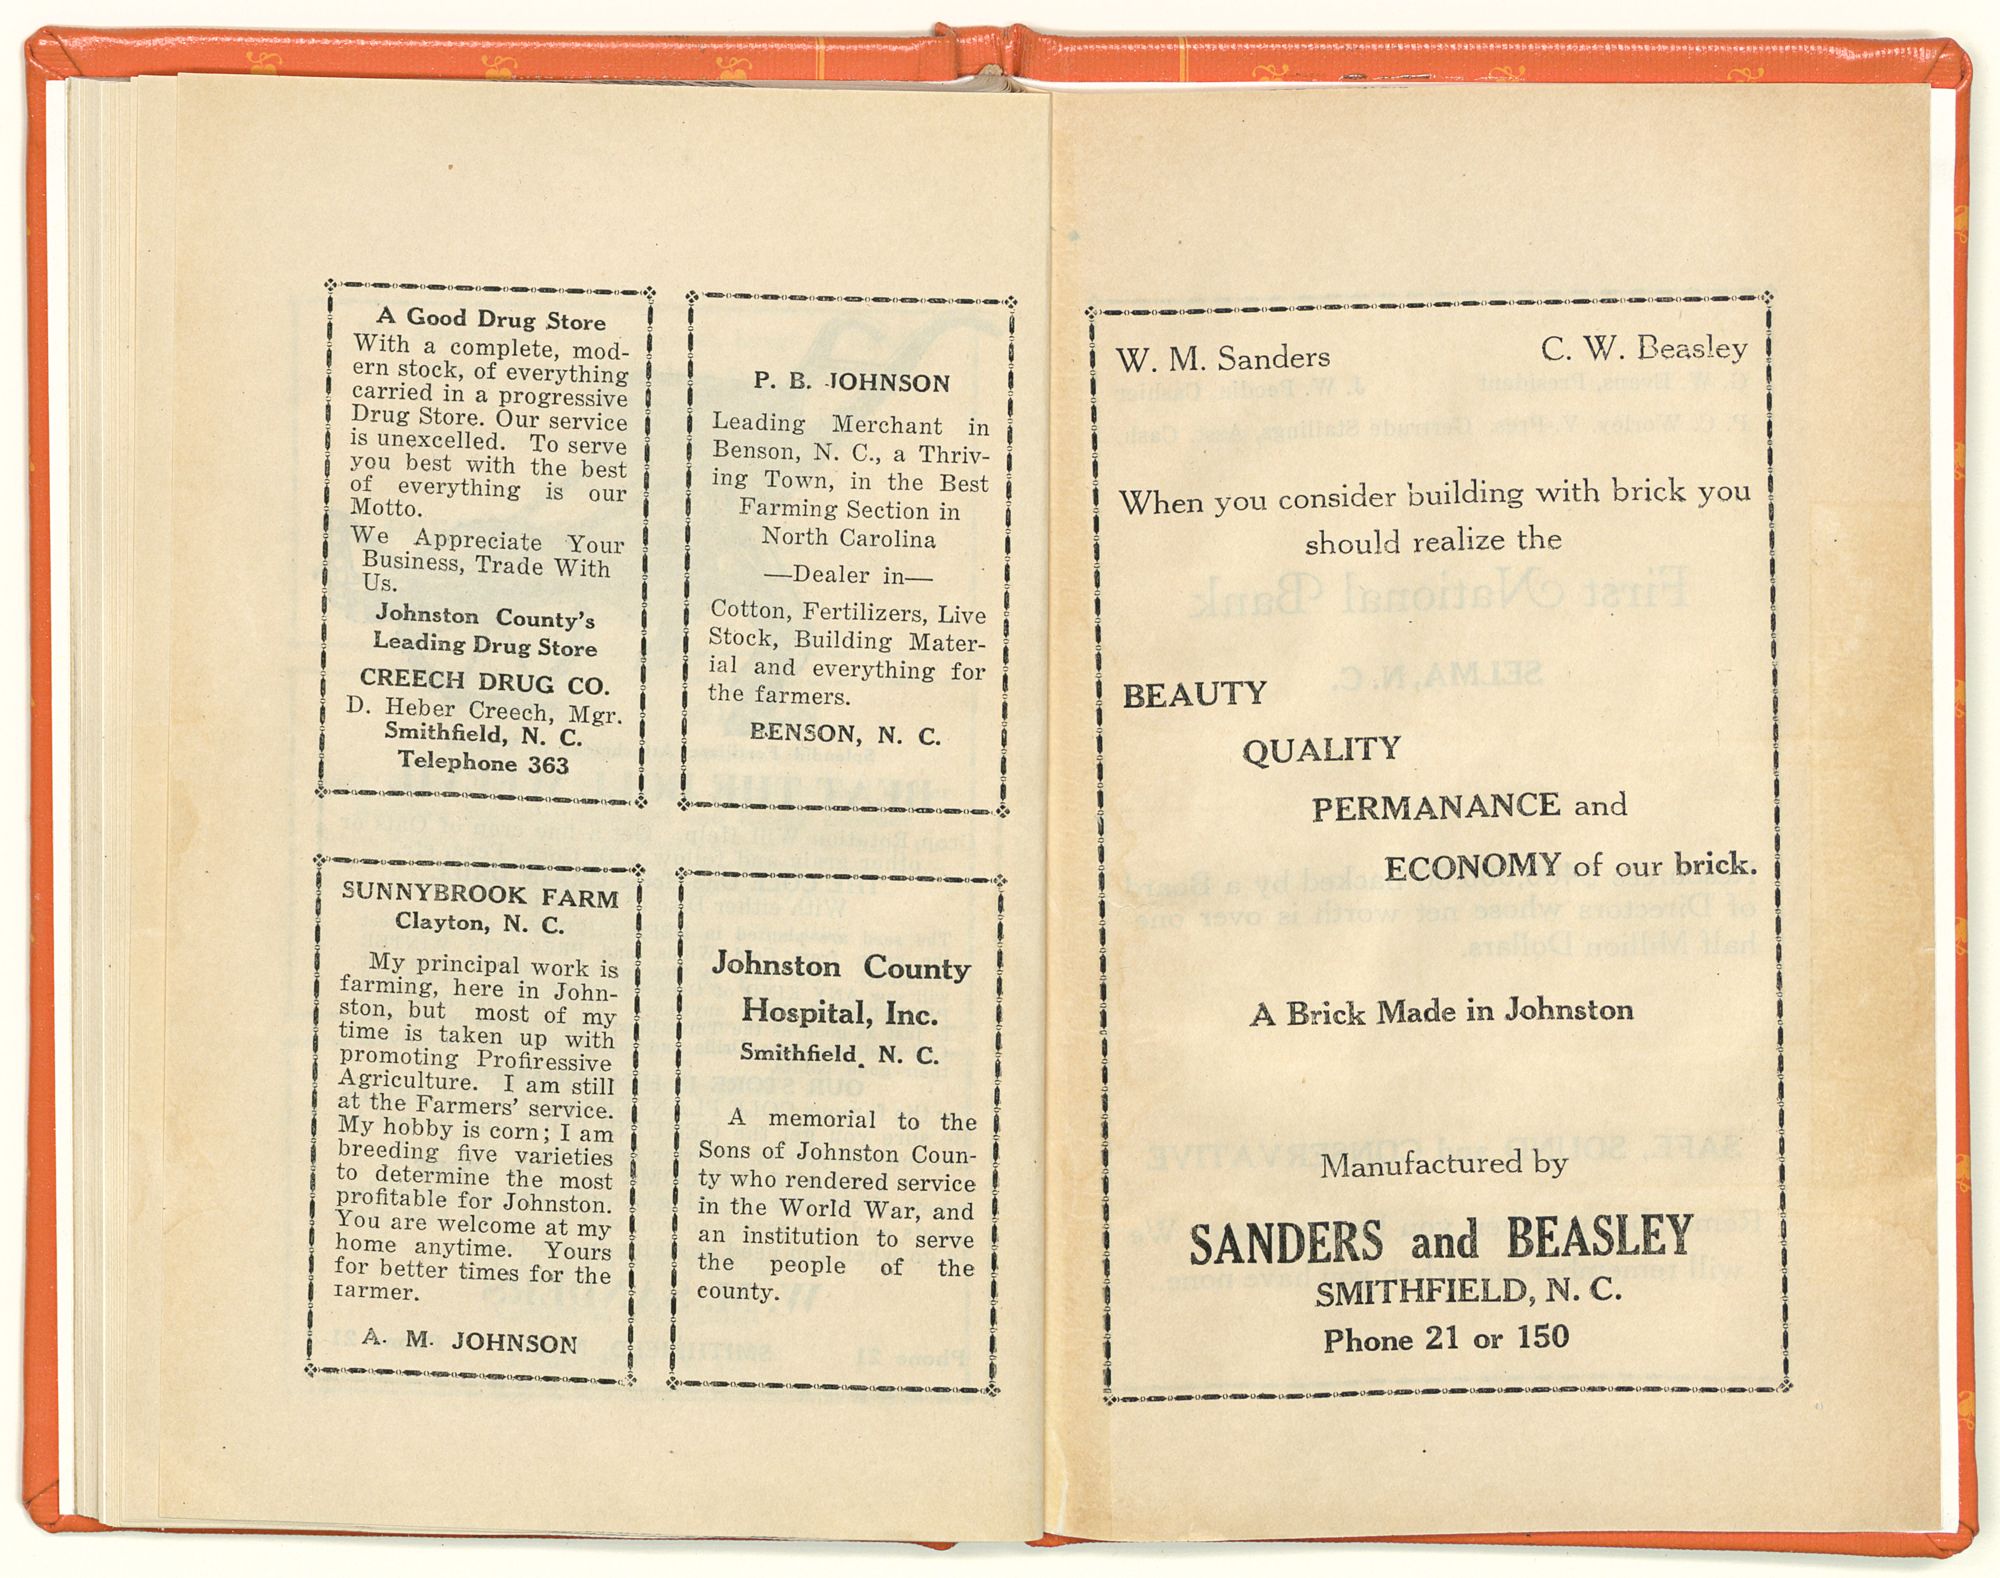 A Good Drug Store
With a complete, mod-
ern stock, of everything
carried in a progressive
Drug Store. Our service
is unexcelled. To serve
you best with the best
of everything is our
Motto.
We Appreciate Your
Business, Trade With
Us.
Johnston County's
Leading Drug Store
CREECH DRUG CO.
D. Heber Creech, Mgr.
Smithfield, N. C.
Telephone 363
P. B. JOHNSON
Leading Merchant in
Benson, N. C., a Thriv-
ing Town, in the Best
Farming Section in
North Carolina
—Dealer in—
Cotton, Fertilizers, Live
Stock, Building Mater-
ial and everything for
the farmers.
BENSON, N. C.
SUNNYBROOK FARM
Clayton, N. C.
My principal work is
farming, here in John-
ston, but most of my
time is taken up with
promoting Profiressive
Agriculture. I am still
at the Farmers' service.
My hobby is corn; I am
breeding five varieties
to determine the most
profitable for Johnston.
You are welcome at my
home anytime. Yours
for better times for the
farmer.
A. M. JOHNSON
Johnston County
Hospital, Inc.
Smithfield, N. C.
A memorial to the
Sons of Johnston Coun-
ty who rendered service
in the World War, and
an institution to serve
the people of the
county.
W. M. Sanders C. W. Beasley
When you consider building with brick you
should realize the
BEAUTY
QUALITY
PERMANANCE and
ECONOMY of our brick.
A Brick Made in Johnston
Manufactured by
SANDERS and BEASLEY
SMITHFIELD, N. C.
Phone 21 or 150